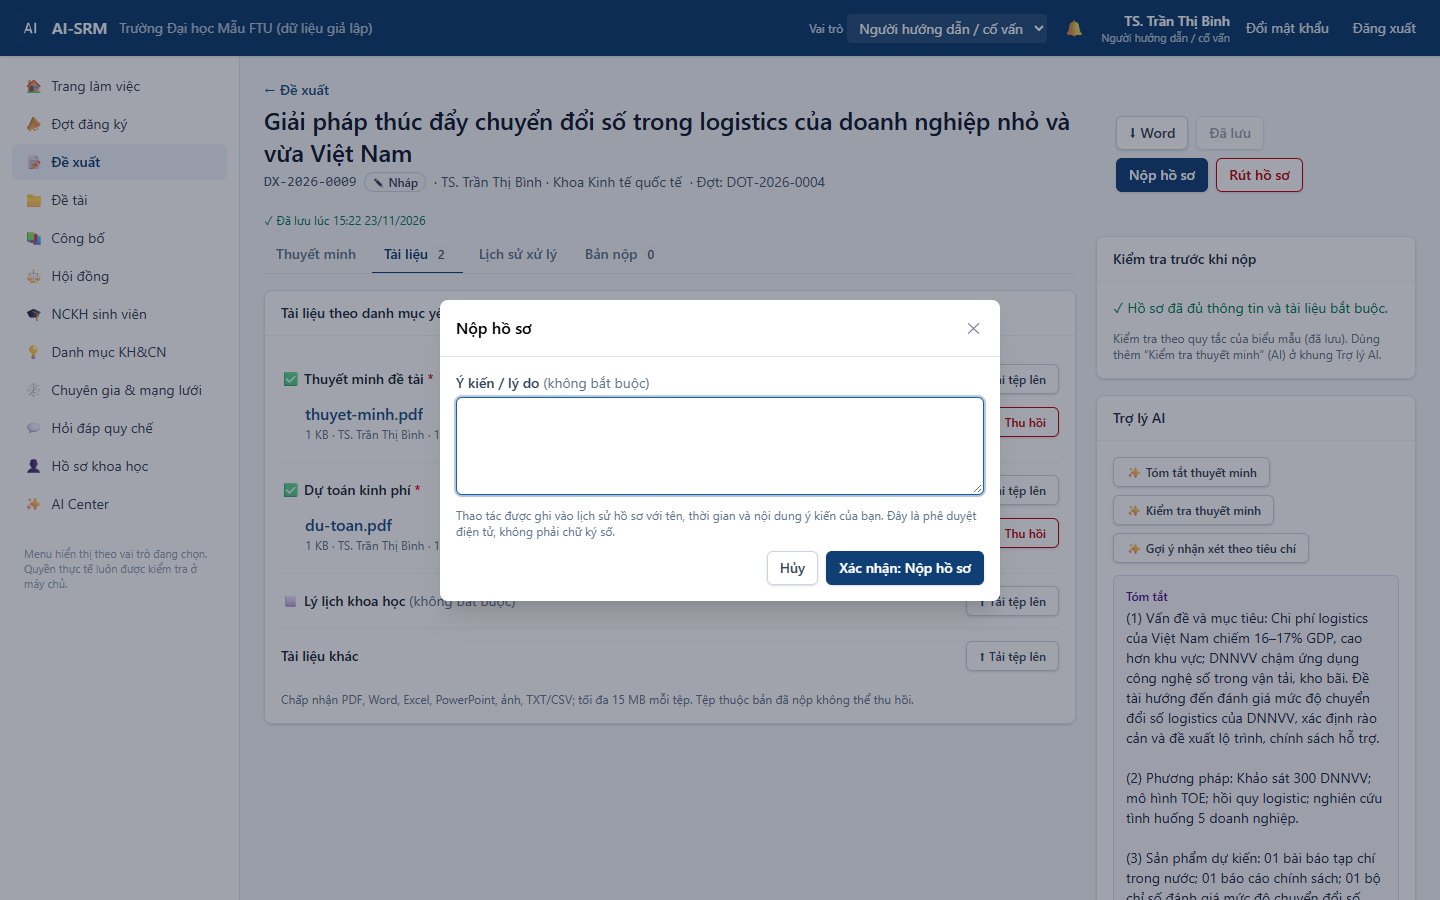 AI AI-SRM Trường Đại học Mẫu FTU (dữ liệu giả lập)
Vai trò Người hướng dẫn / cố vấn
TS. Trần Thị Bình
Người hướng dẫn / cố vấn
Đổi mật khẩu
Đăng xuất
Trang làm việc
Đợt đăng ký
Đề xuất
Đề tài
Công bố
Hội đồng
NCKH sinh viên
Danh mục KH&CN
Chuyên gia & mạng lưới
Hỏi đáp quy chế
Hồ sơ khoa học
AI Center
Menu hiển thị theo vai trò đang chọn.
Quyền thực tế luôn được kiểm tra ở
máy chủ.
← Đề xuất
Giải pháp thúc đẩy chuyển đổi số trong logistics của doanh nghiệp nhỏ và
vừa Việt Nam
DX-2026-0009 Nháp · TS. Trần Thị Bình · Khoa Kinh tế quốc tế · Đợt: DOT-2026-0004
✓ Đã lưu lúc 15:22 23/11/2026
Thuyết minh Tài liệu 2 Lịch sử xử lý Bản nộp 0
Tài liệu theo danh mục
Thuyết minh đề tài *
thuyet-minh.pdf
1 KB · TS. Trần Thị Bình ·
tệp lên
Thu hồi
Dự toán kinh phí *
du-toan.pdf
1 KB · TS. Trần Thị Bình ·
tệp lên
Thu hồi
Lý lịch khoa học (không bắt buộc)
⭱ Tải tệp lên
Tài liệu khác
⭱ Tải tệp lên
Chấp nhận PDF, Word, Excel, PowerPoint, ảnh, TXT/CSV; tối đa 15 MB mỗi tệp. Tệp thuộc bản đã nộp không thể thu hồi.
Nộp hồ sơ
Ý kiến / lý do (không bắt buộc)
Thao tác được ghi vào lịch sử hồ sơ với tên, thời gian và nội dung ý kiến của bạn. Đây là phê duyệt
điện tử, không phải chữ ký số.
Hủy
Xác nhận: Nộp hồ sơ
⭳ Word
Đã lưu
Nộp hồ sơ
Rút hồ sơ
Kiểm tra trước khi nộp
✓ Hồ sơ đã đủ thông tin và tài liệu bắt buộc.
Kiểm tra theo quy tắc của biểu mẫu (đã lưu). Dùng
thêm “Kiểm tra thuyết minh” (AI) ở khung Trợ lý AI.
Trợ lý AI
Tóm tắt thuyết minh
Kiểm tra thuyết minh
Gợi ý nhận xét theo tiêu chí
Tóm tắt
(1) Vấn đề và mục tiêu: Chi phí logistics
của Việt Nam chiếm 16–17% GDP, cao
hơn khu vực; DNNVV chậm ứng dụng
công nghệ số trong vận tải, kho bãi. Đề
tài hướng đến đánh giá mức độ chuyển
đổi số logistics của DNNVV, xác định rào
cản và đề xuất lộ trình, chính sách hỗ trợ.
(2) Phương pháp: Khảo sát 300 DNNVV;
mô hình TOE; hồi quy logistic; nghiên cứu
tình huống 5 doanh nghiệp.
(3) Sản phẩm dự kiến: 01 bài báo tạp chí
trong nước; 01 báo cáo chính sách; 01 bộ
chỉ số đánh giá mức độ chuyển đổi số